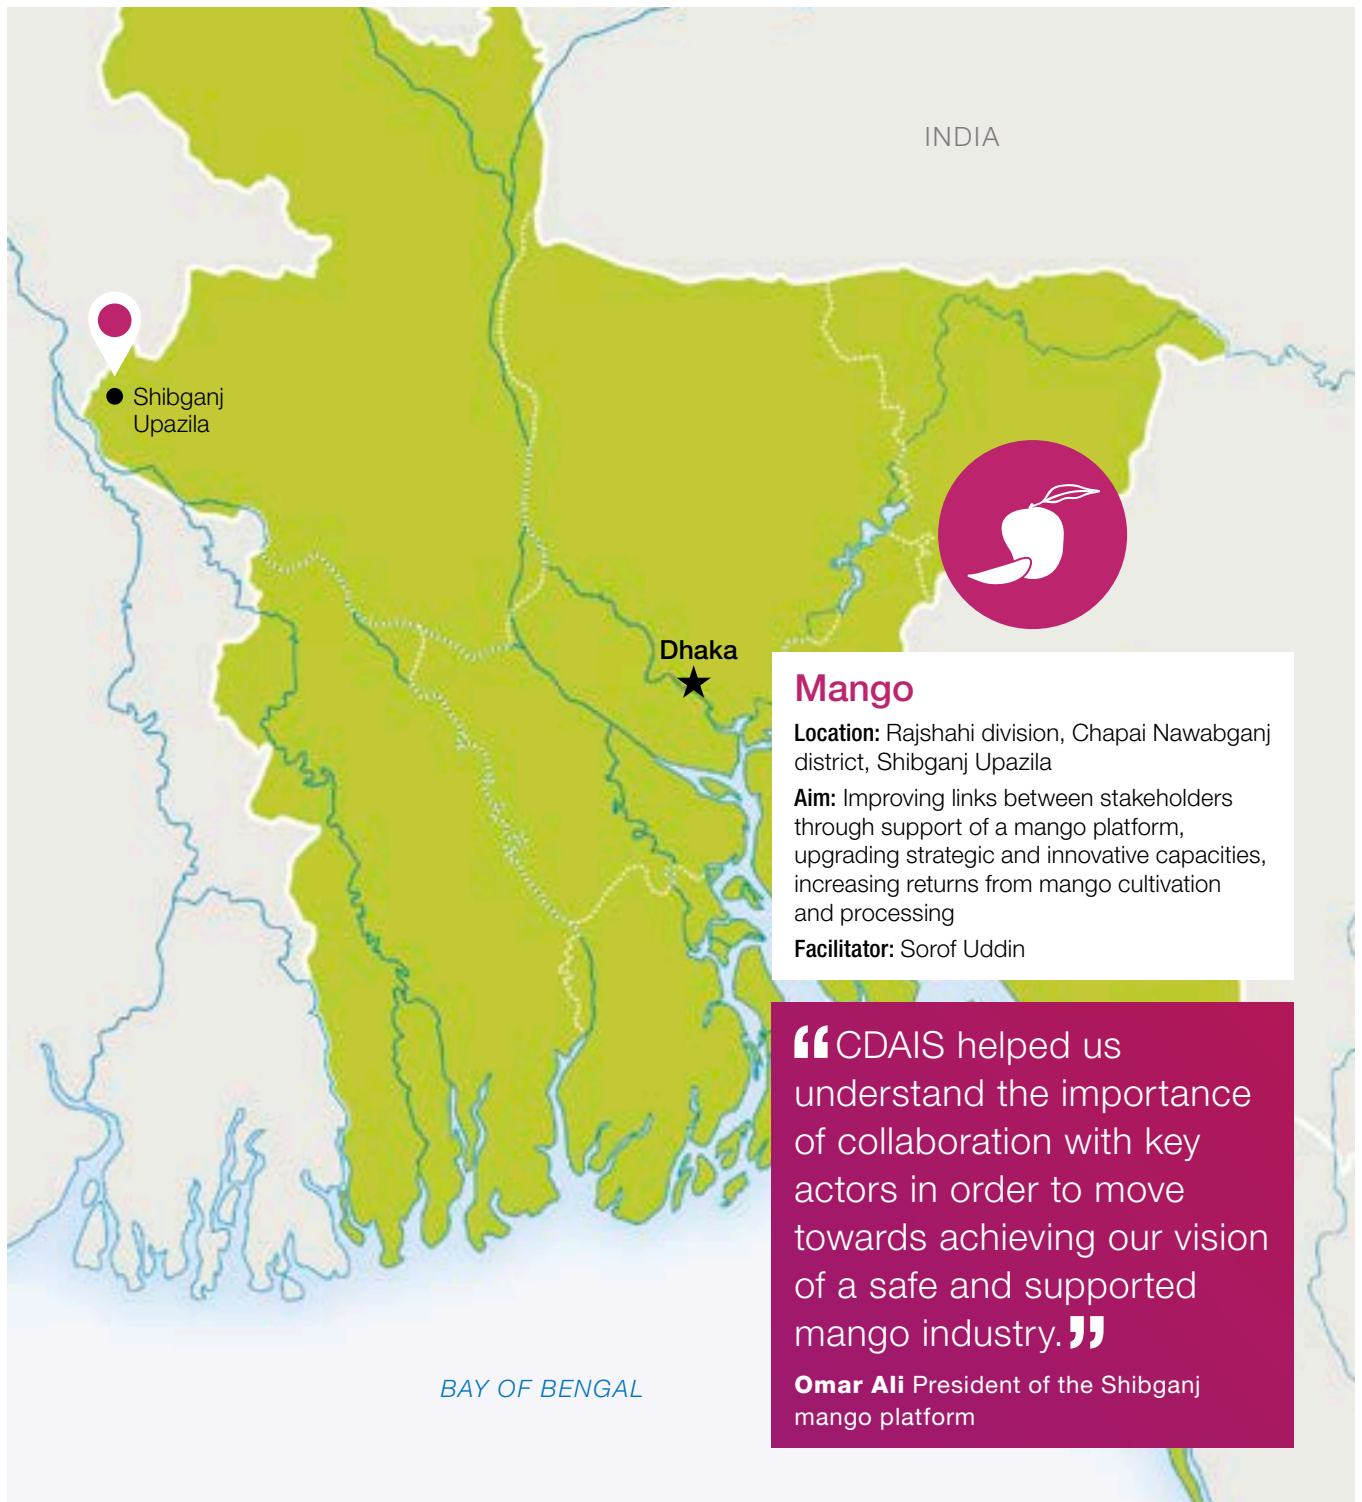 INDIA
Shibganj
Upazila
Dhaka
Mango
Location: Rajshahi division, Chapai Nawabganj
district, Shibganj Upazila
Aim: Improving links between stakeholders
through support of a mango platform,
upgrading strategic and innovative capacities,
increasing returns from mango cultivation
and processing
Facilitator: Sorof Uddin
“CDAIS helped us
understand the importance
of collaboration with key
actors in order to move
towards achieving our vision
of a safe and supported
mango industry.”
Omar Ali President of the Shibganj
mango platform
BAY OF BENGAL